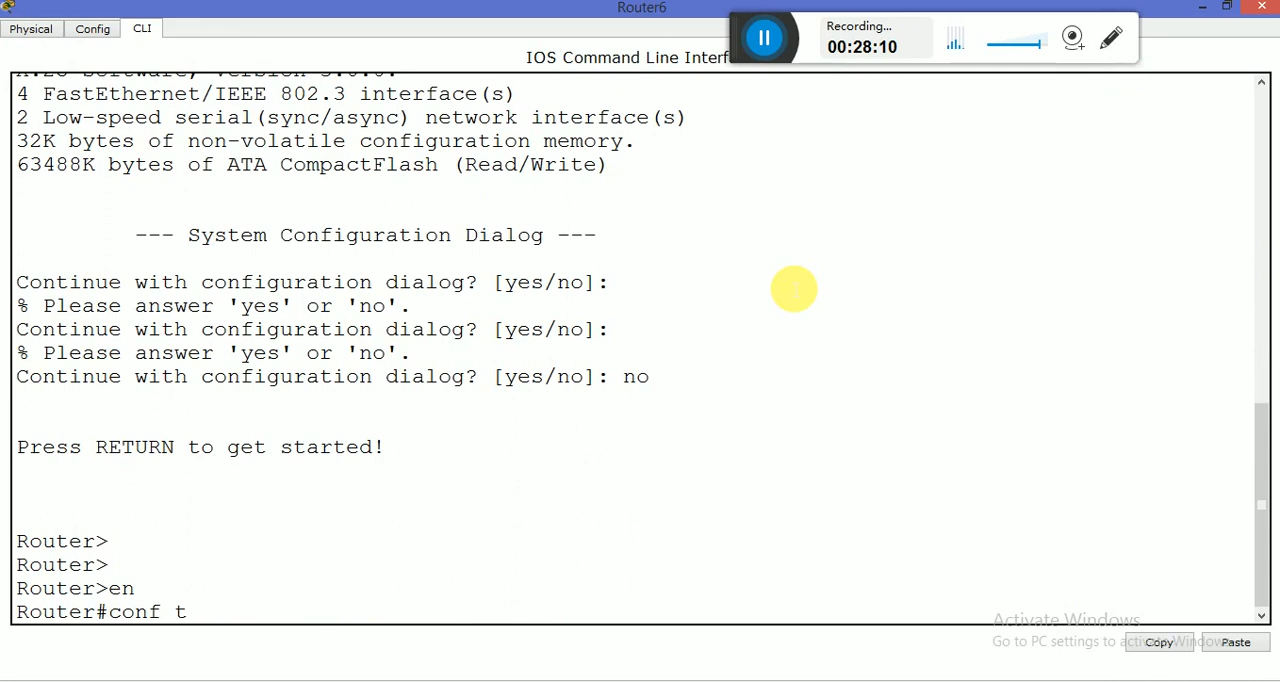 Router6
Physical
Config
CLI
Recording...
00:28:10
IOS Command Line
4 FastEthernet/IEEE 802.3 interface(s)
2 Low-speed serial(sync/async) network interface(s)
32K bytes of non-volatile configuration memory.
63488K bytes of ATA CompactFlash (Read/Write)
--- System Configuration Dialog ---
Continue with configuration dialog? [yes/no]:
% Please answer 'yes' or 'no'.
Continue with configuration dialog? [yes/no]:
% Please answer 'yes' or 'no'.
Continue with configuration dialog? [yes/no]: no
Press RETURN to get started!
Router>
Router>
Router>en
Router#conf t
Activate Windows
Go to PC settings to activate Windows.
Copy
Paste